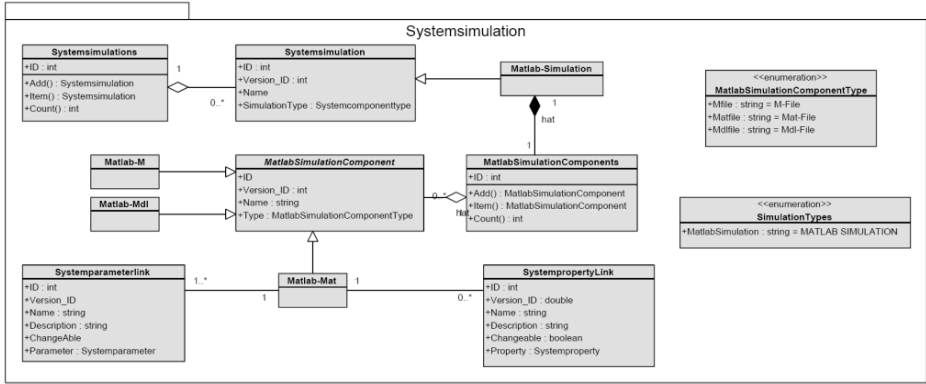 Systemsimulation
Systemsimulations
+ID : int
+Add() : Systemsimulation
+Item() : Systemsimulation
+Count() : int
1
0..*
Systemsimulation
+ID : int
+Version_ID : int
+Name
+SimulationType : Systemcomponenttype
Matlab-Simulation
1
hat
1
<<enumeration>>
MatlabSimulationComponentType
+Mfile : string = M-File
+Matfile : string = Mat-File
+Mdlfile : string = Mdl-File
Matlab-M
Matlab-Mdl
MatlabSimulationComponent
+ID
+Version_ID : int
+Name : string
+Type : MatlabSimulationComponentType
0..*
hat
MatlabSimulationComponents
+ID : int
+Add() : MatlabSimulationComponent
+Item() : MatlabSimulationComponent
+Count() : int
<<enumeration>>
SimulationTypes
+MatlabSimulation : string = MATLAB SIMULATION
Systemparameterlink
+ID : int
+Version_ID
+Name : string
+Description : string
+ChangeAble
+Parameter : Systemparameter
1..*
1
Matlab-Mat
1
0..*
SystempropertyLink
+ID : int
+Version_ID : double
+Name : string
+Description : string
+Changeable : boolean
+Property : Systemproperty